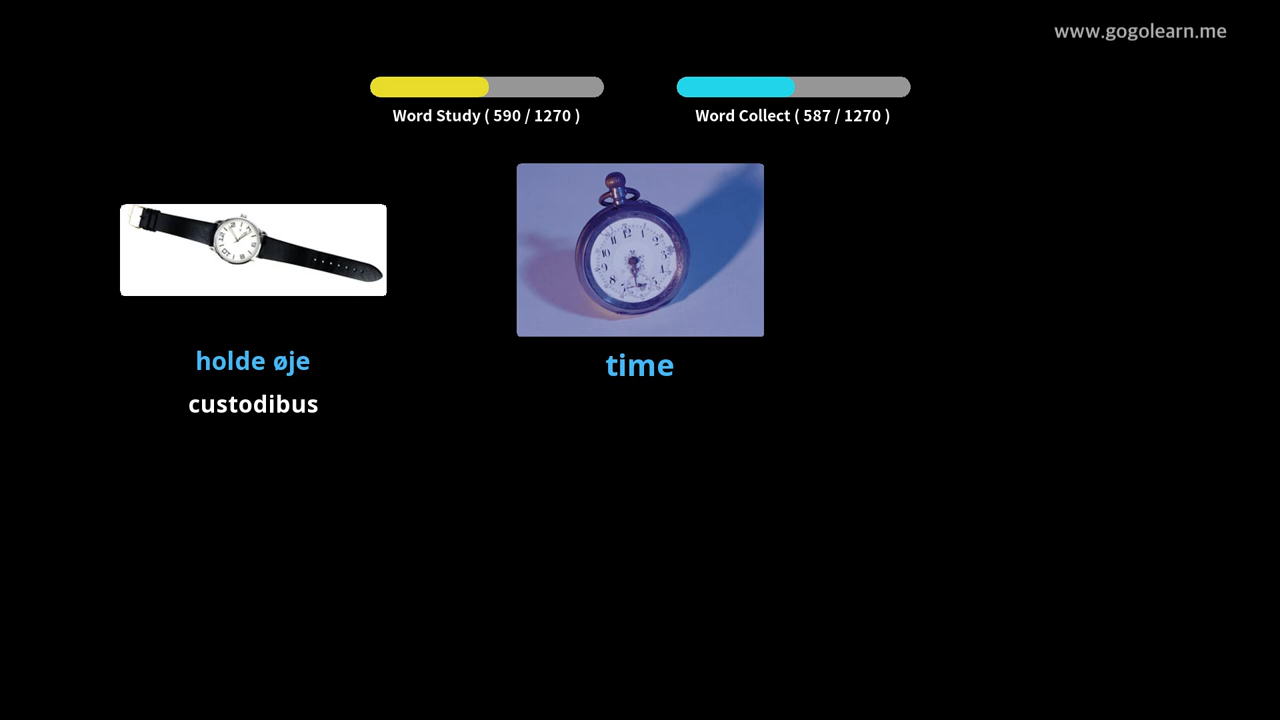 www.gogolearn.me
Word Study ( 590 / 1270 )
Word Collect ( 587 / 1270 )
holde øje
custodibus
time